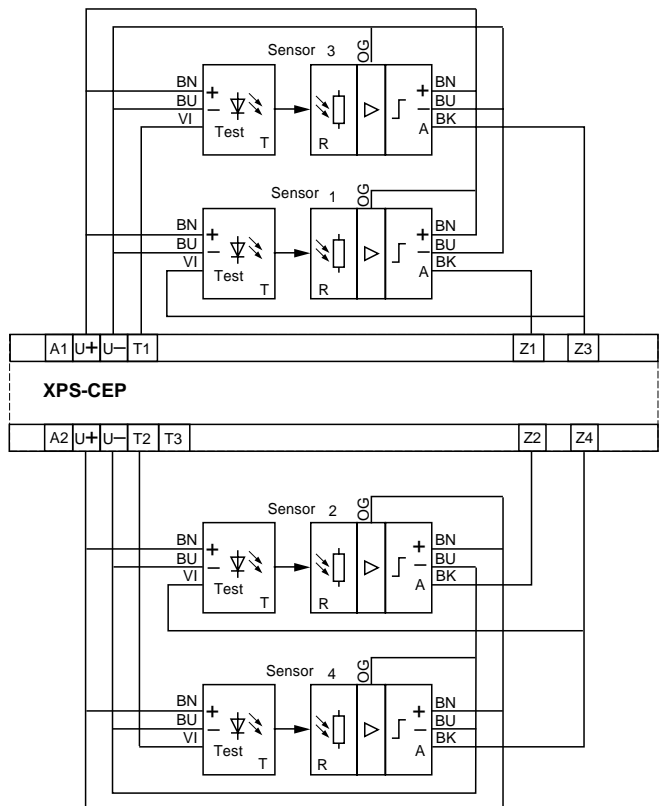 Sensor 3 OG
BN + + BN
BU − − BU
VI Test A BK
T R
Sensor 1 OG
BN + + BN
BU − − BU
VI Test A BK
T R
A1 U+ U− T1 Z1 Z3
XPS-CEP
A2 U+ U− T2 T3 Z2 Z4
Sensor 2 OG
BN + + BN
BU − − BU
VI Test A BK
T R
Sensor 4 OG
BN + + BN
BU − − BU
VI Test A BK
T R